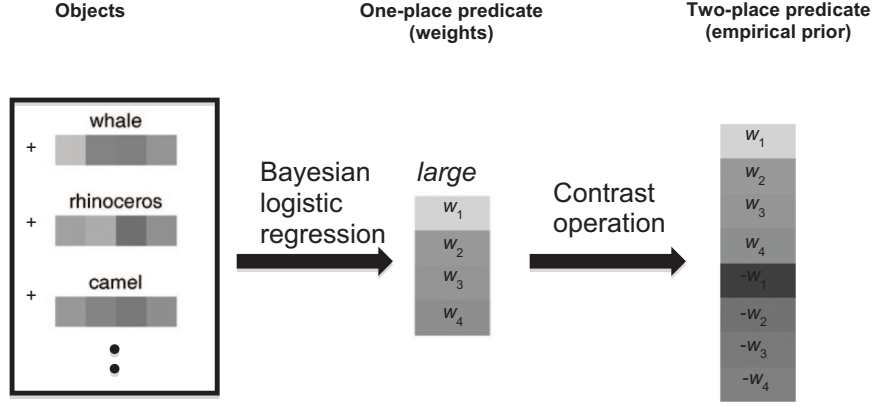 Objects
One-place predicate
(weights)
Two-place predicate
(empirical prior)
+
whale
+
rhinoceros
+
camel
Bayesian
logistic
regression
large
w1
w2
w3
w4
Contrast
operation
w1
w2
w3
w4
-w1
-w2
-w3
-w4